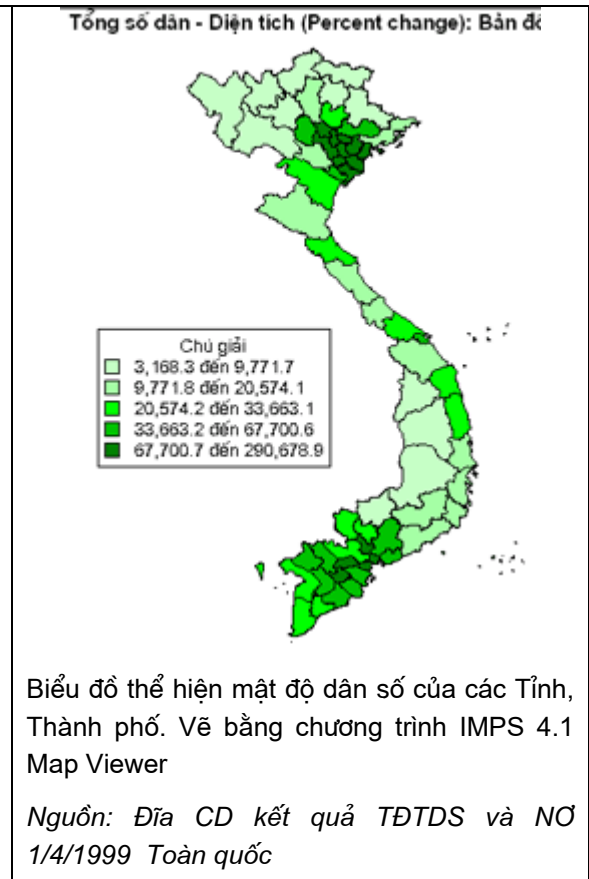 Tổng số dân - Diện tích (Percent change): Bản đồ
Chú giải
3,168.3 đến 9,771.7
9,771.8 đến 20,574.1
20,574.2 đến 33,663.1
33,663.2 đến 67,700.6
67,700.7 đến 290,678.9
Biểu đồ thể hiện mật độ dân số của các Tỉnh,
Thành phố. Vẽ bằng chương trình IMPS 4.1
Map Viewer
Nguồn: Đĩa CD kết quả TĐTDS và NƠ
1/4/1999 Toàn quốc